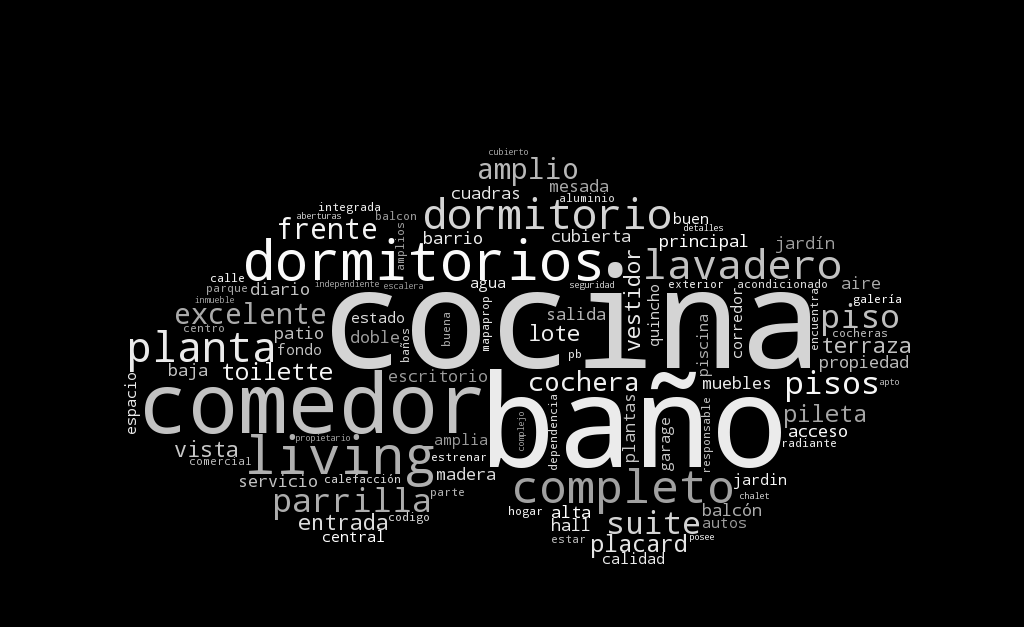 cubierto
amplio
mesada
cuadras
aluminio
integrada
aberturas
balcon
dormitorio
buen
detalles
frente
amplios
barrio
cubierta
principal
jardín
dormitorios
lavadero
calle
parque
diario
independiente
escalera
agua
seguridad
vestidor
exterior
acondicionado
aire
inmueble
cocina
galería
excelente
estado
mapaprop
salida
quincho
corredor
encuentra
piso
centro
patio
doble
baños
buena
lote
piscina
cocheras
planta
fondo
pb
terraza
propiedad
baja
toilette
escritorio
cochera
muebles
pisos
apto
espacio
comedor
baño
dependencia
complejo
plantas
garage
responsable
pileta
acceso
radiante
vista
propietario
amplia
comercial
living
estrenar
servicio
calefacción
madera
completo
jardin
parrilla
parte
chalet
entrada
codigo
hogar
alta
balcón
hall
suite
autos
central
estar
placard
posee
calidad